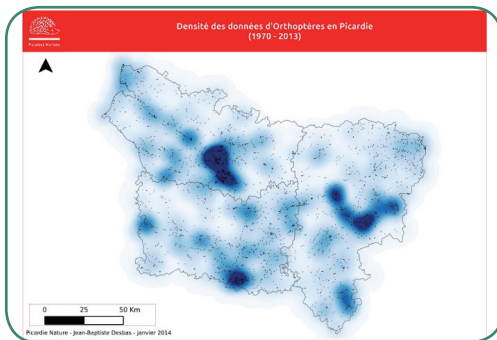 Densité des données d'Orthoptères en Picardie
(1970 - 2013)
PICARDIE NATURE
0 25 50 Km
Picardie Nature - Jean-Baptiste Desbas - janvier 2014